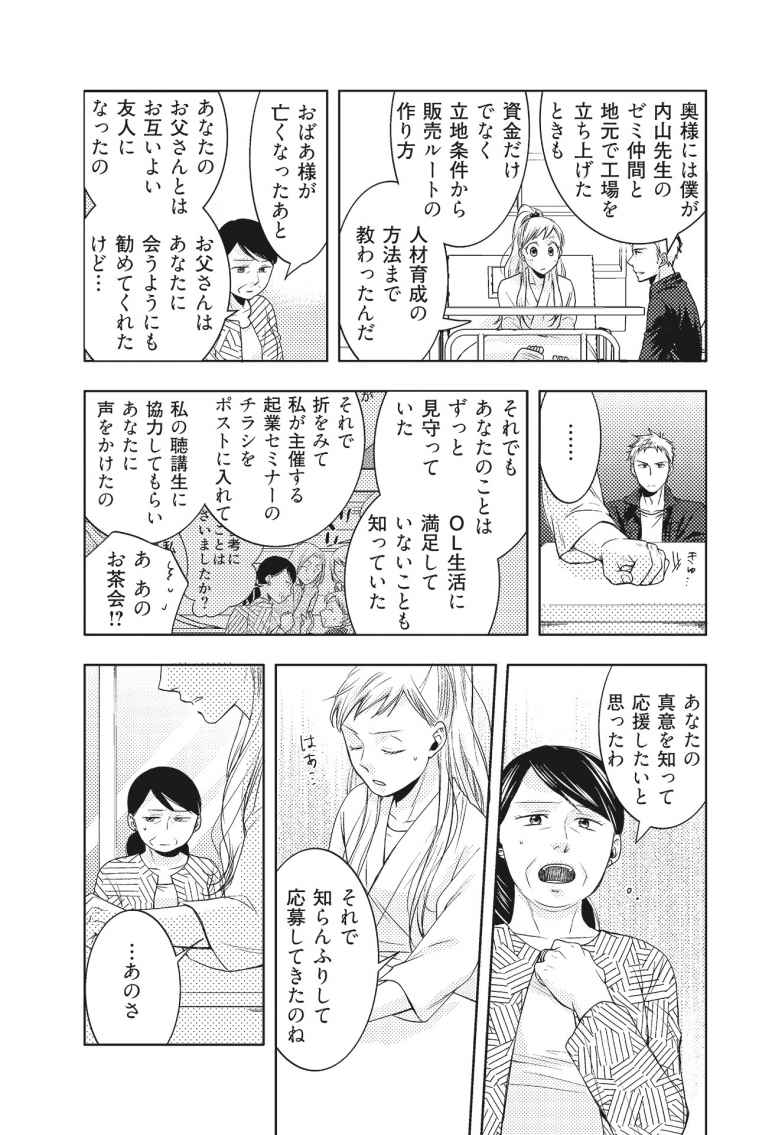 奥様には僕が
内山先生の
ゼミ仲間と
地元で工場を
立ち上げた
ときも
資金だけ
でなく
立地条件から
販売ルートの
作り方
人材育成の
方法まで
教わったんだ
おばあ様が
亡くなったあと
あなたの
お父さんとは
お互いよい
友人に
なったの
お父さんは
あなたに
会うようにも
勧めてくれた
けど…
……
ぎゅ…
それでも
あなたのことは
ずっと
見守って
いた
OL生活に
満足して
いないことも
知っていた
が
それで
折をみて
私が主催する
起業セミナーの
チラシを
ポストに入れて
私の聴講生に
協力してもらい
あなたに
声をかけたの
考に
ことは
さいましたか?
あ あの
お茶会!?
あなたの
真意を知って
応援したいと
思ったわ
はぁ…
それで
知らんふりして
応募してきたのね
…あのさ